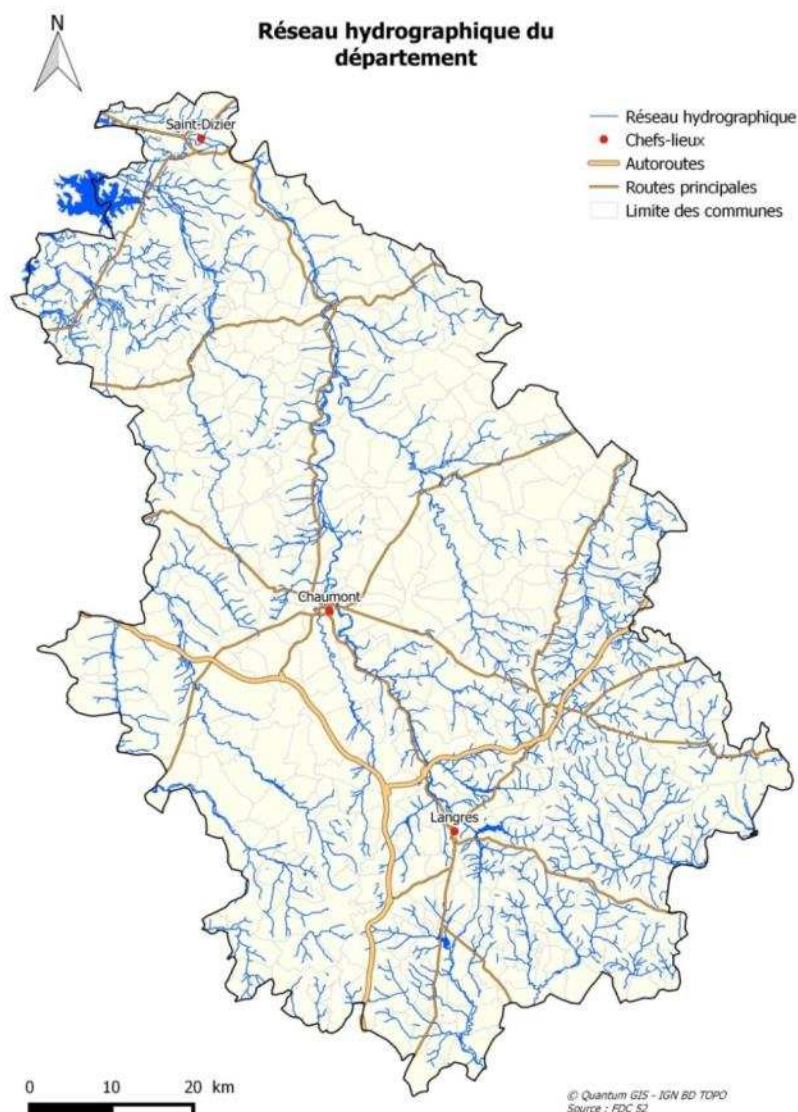 Réseau hydrographique du
département
N
Réseau hydrographique
Chefs-lieux
Autoroutes
Routes principales
Limite des communes
Saint-Dizier
Chaumont
Langres
0 10 20 km
© Quantum GIS - IGN BD TOPO
Source : FDC 52